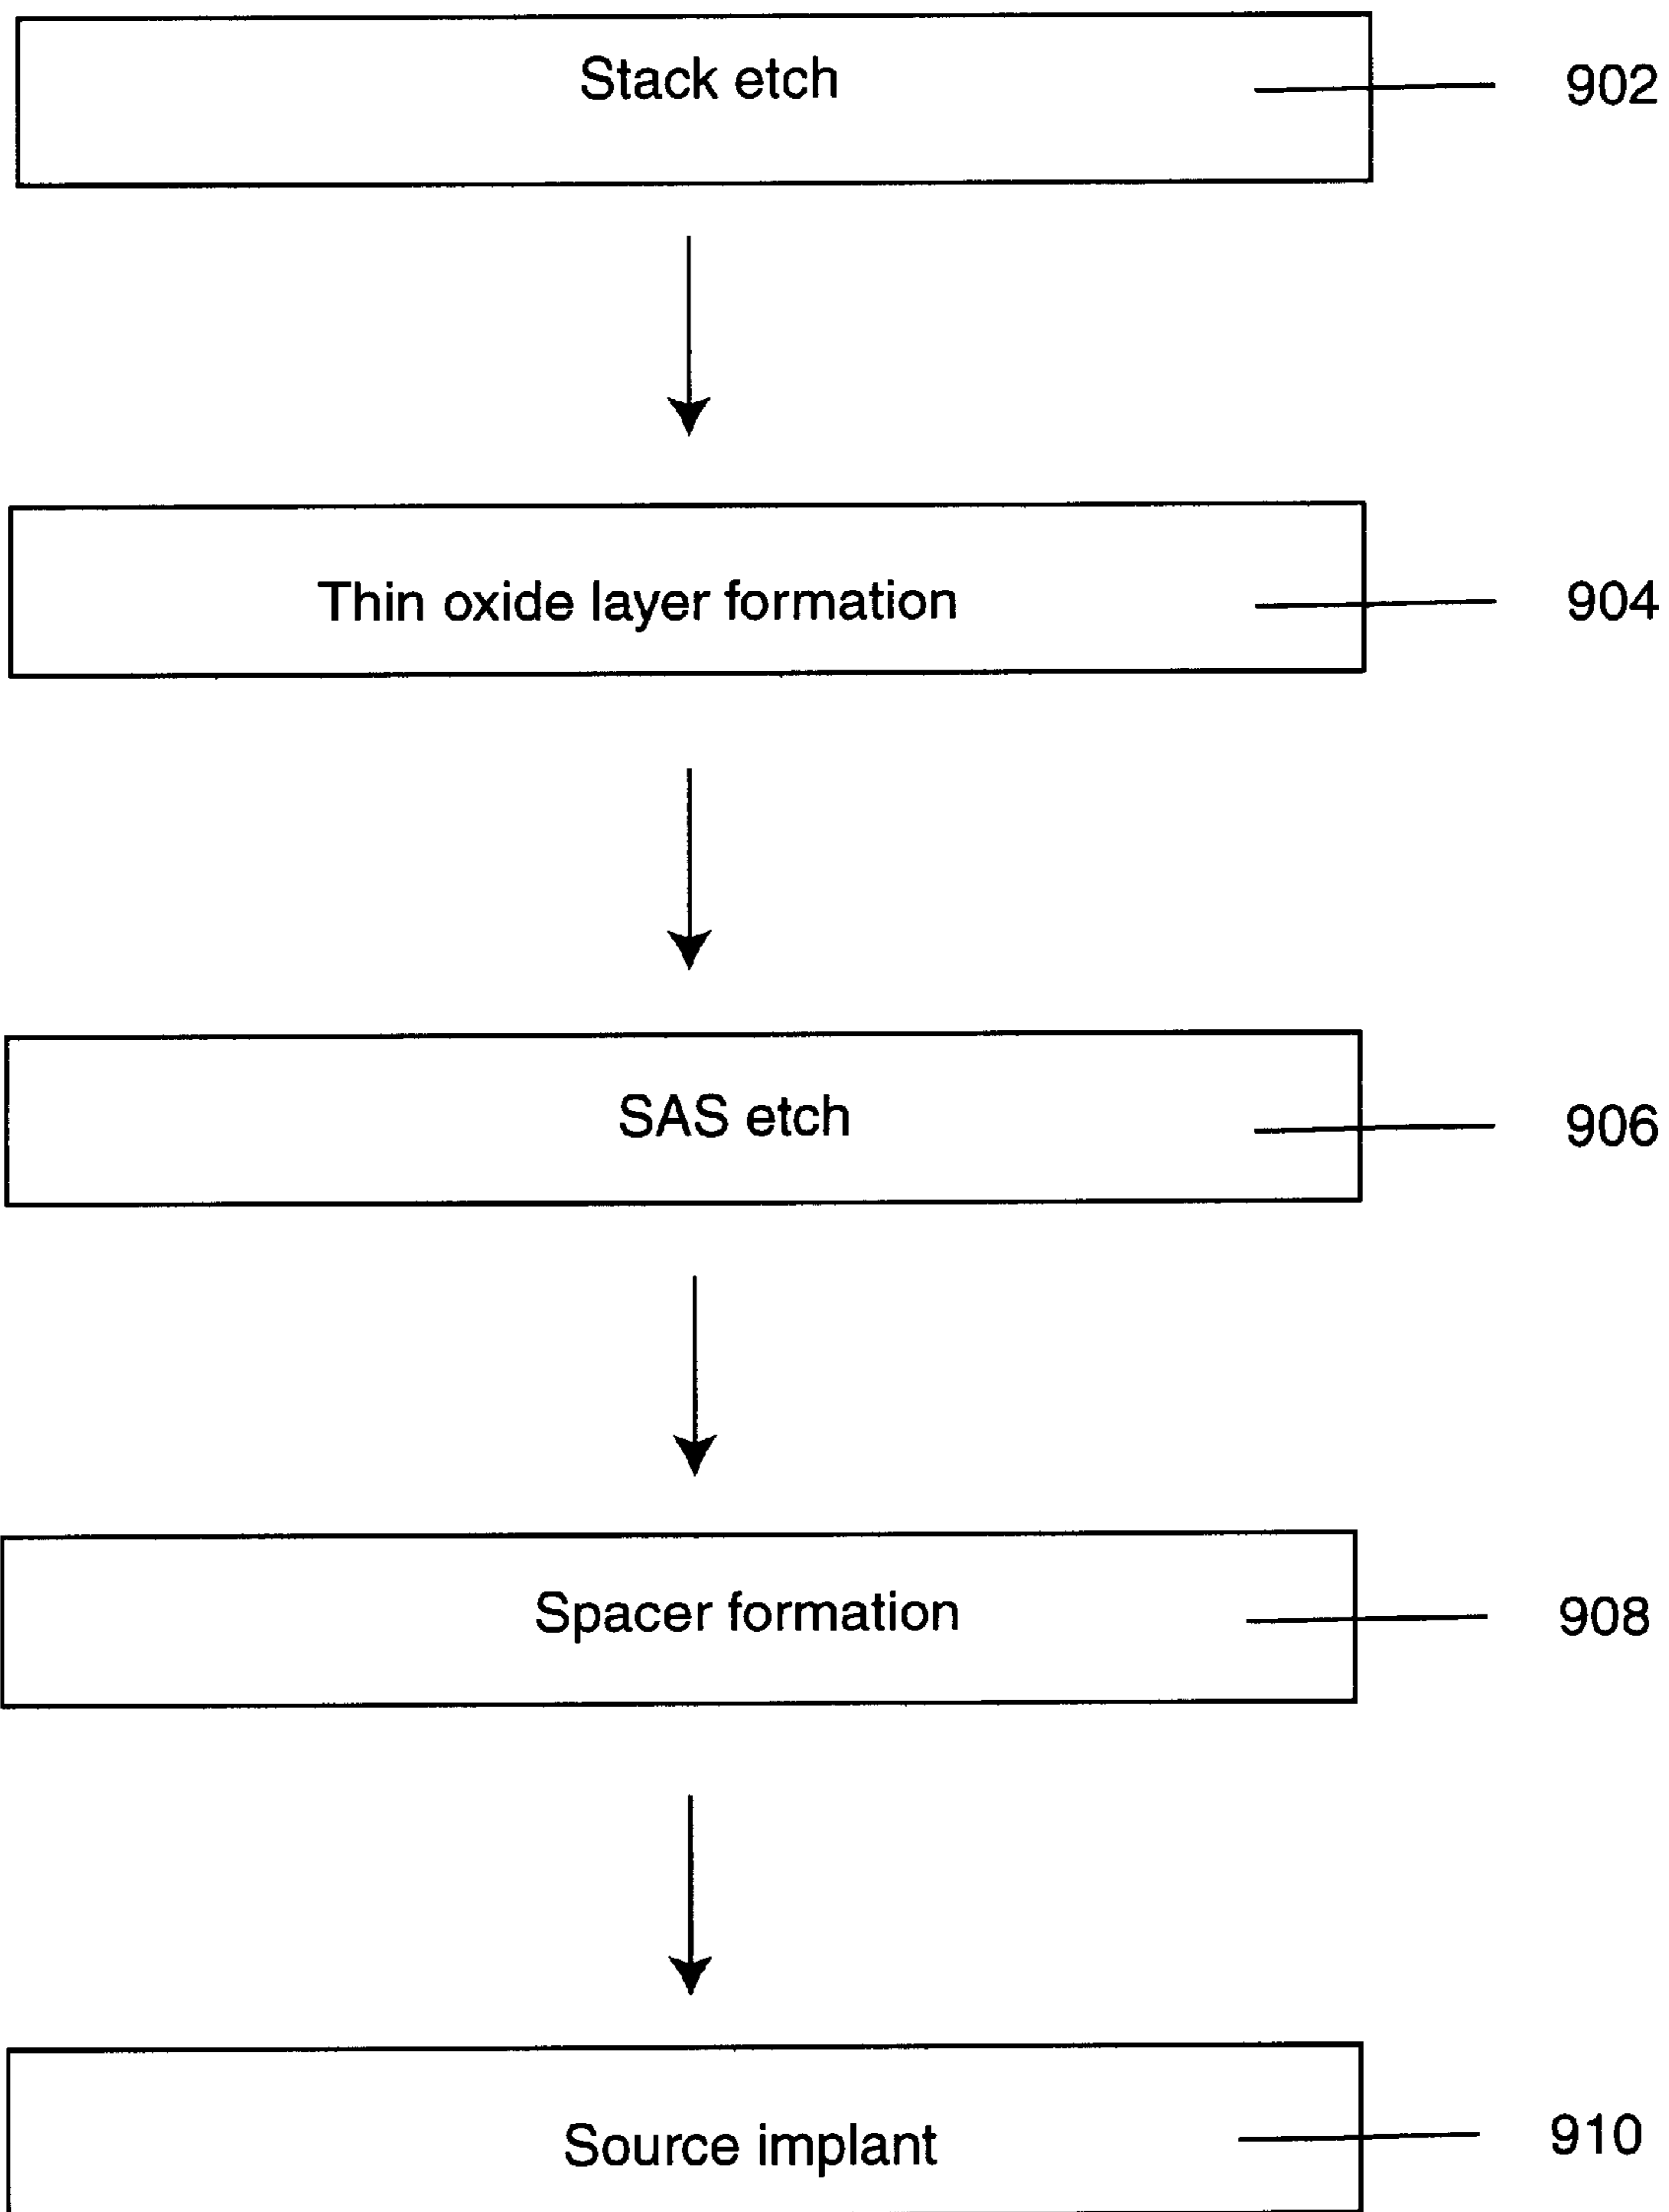 Stack etch 902
Thin oxide layer formation 904
SAS etch 906
Spacer formation 908
Source implant 910